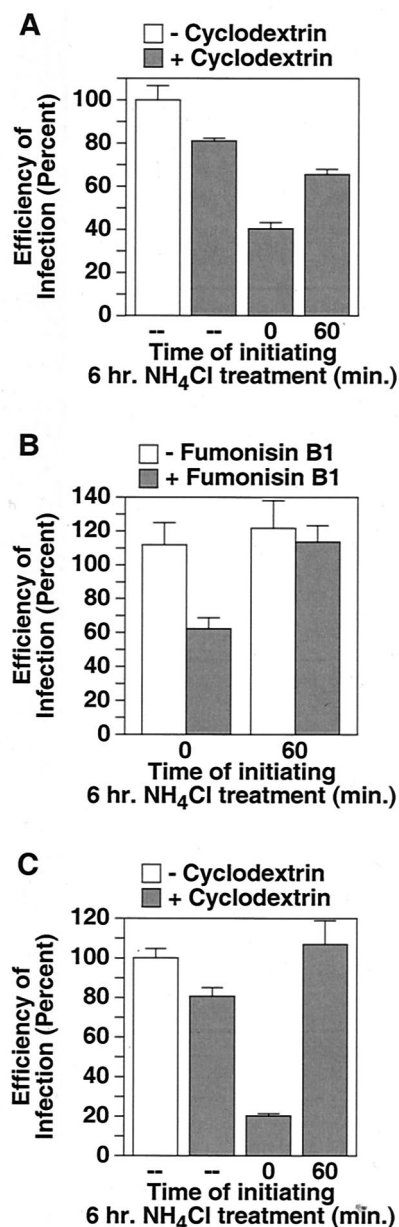 A
- Cyclodextrin
+ Cyclodextrin
Efficiency of
Infection (Percent)
100
80
60
40
20
0
-- -- 0 60
Time of initiating
6 hr. NH₄Cl treatment (min.)
B
- Fumonisin B1
+ Fumonisin B1
Efficiency of
Infection (Percent)
140
120
100
80
60
40
20
0
0 60
Time of initiating
6 hr. NH₄Cl treatment (min.)
C
- Cyclodextrin
+ Cyclodextrin
Efficiency of
Infection (Percent)
120
100
80
60
40
20
0
-- -- 0 60
Time of initiating
6 hr. NH₄Cl treatment (min.)